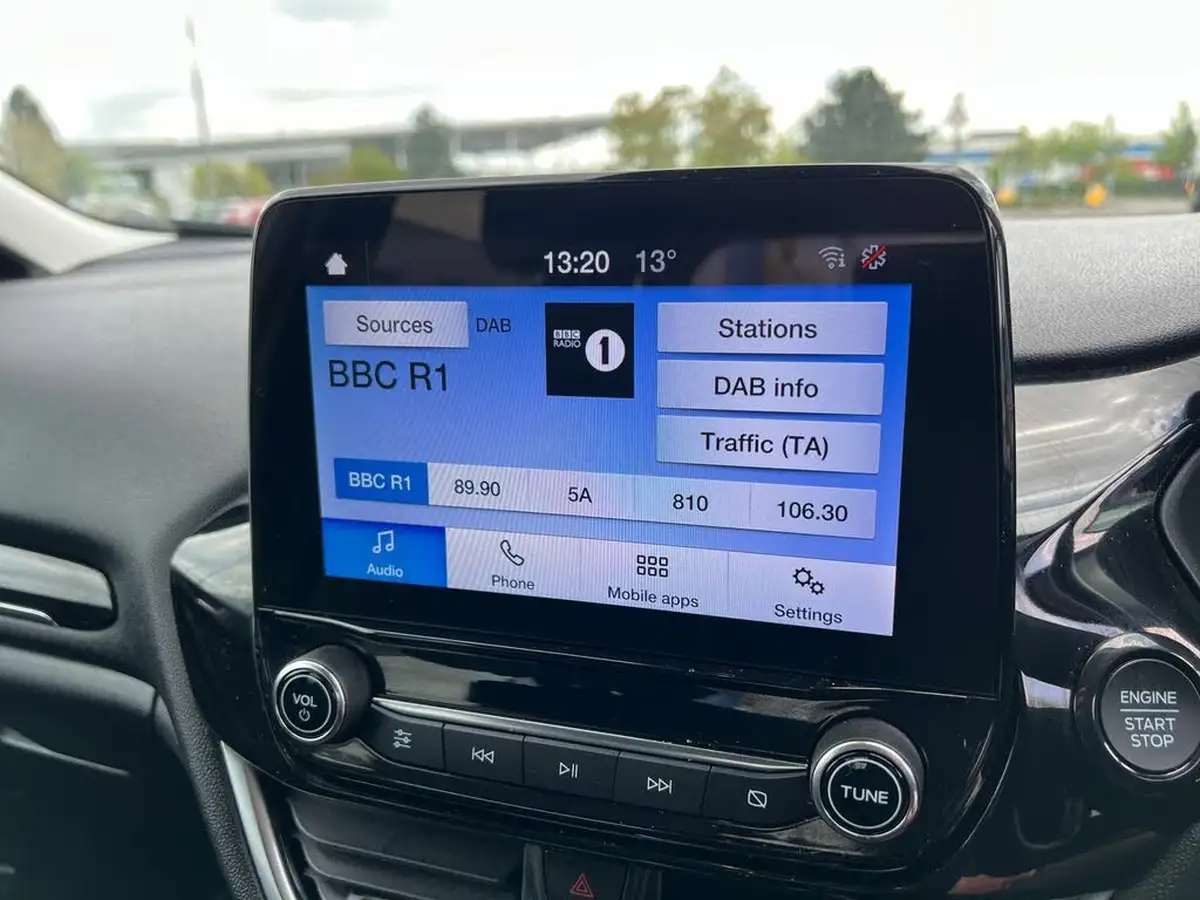 13:20 13°
Sources DAB
BBC R1
BBC
RADIO 1
Stations
DAB info
Traffic (TA)
BBC R1 89.90 5A 810 106.30
Audio Phone Mobile apps Settings
VOL
TUNE
ENGINE
START
STOP